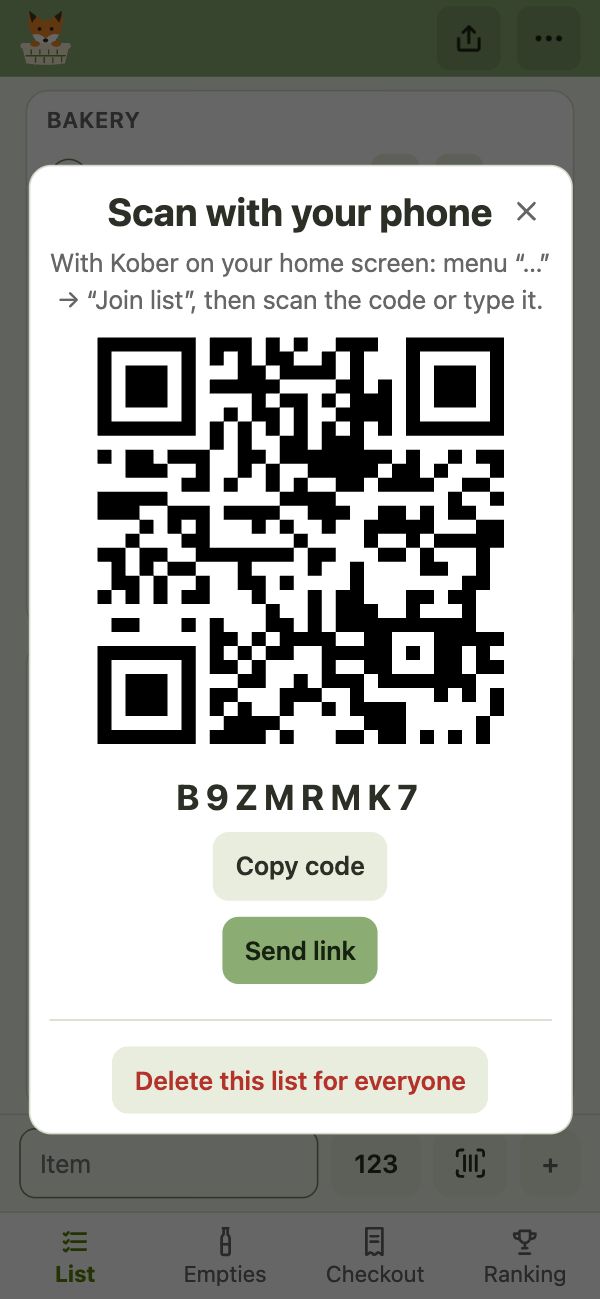 BAKERY
Scan with your phone
With Kober on your home screen: menu “…”
→ “Join list”, then scan the code or type it.
B9ZMRMK7
Copy code
Send link
Delete this list for everyone
Item
123
+
List
Empties
Checkout
Ranking